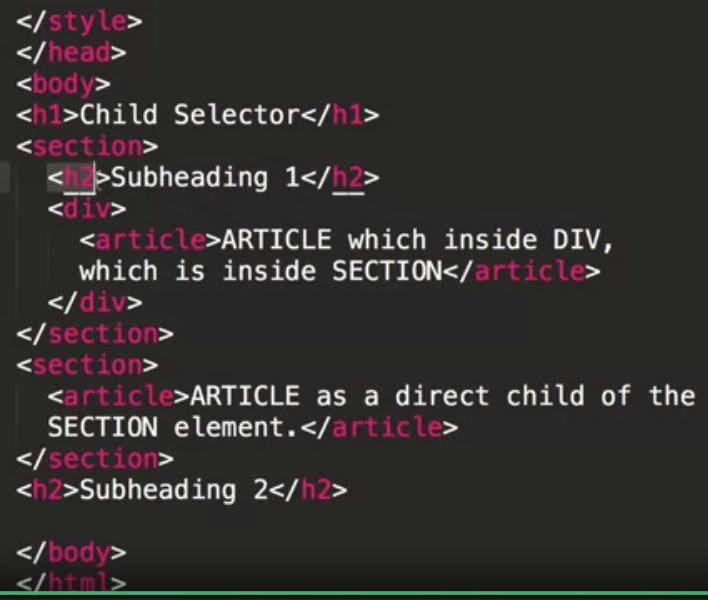 </style>
</head>
<body>
<h1>Child Selector</h1>
<section>
<h2>Subheading 1</h2>
<div>
<article>ARTICLE which inside DIV,
which is inside SECTION</article>
</div>
</section>
<section>
<article>ARTICLE as a direct child of the
SECTION element.</article>
</section>
<h2>Subheading 2</h2>
</body>
</html>